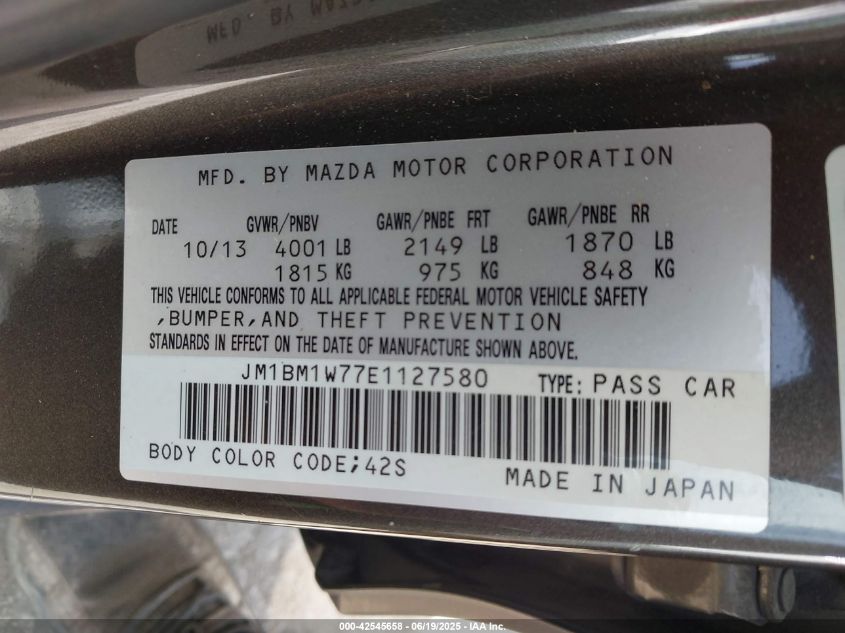 MFD. BY MAZDA MOTOR CORPORATION
DATE GVWR/PNBV GAWR/PNBE FRT GAWR/PNBE RR
10/13 4001 LB 2149 LB 1870 LB
1815 KG 975 KG 848 KG
THIS VEHICLE CONFORMS TO ALL APPLICABLE FEDERAL MOTOR VEHICLE SAFETY
,BUMPER,AND THEFT PREVENTION
STANDARDS IN EFFECT ON THE DATE OF MANUFACTURE SHOWN ABOVE.
JM1BM1W77E1127580 TYPE: PASS CAR
BODY COLOR CODE;42S MADE IN JAPAN
000-42545658 - 06/19/2025 - IAA Inc.